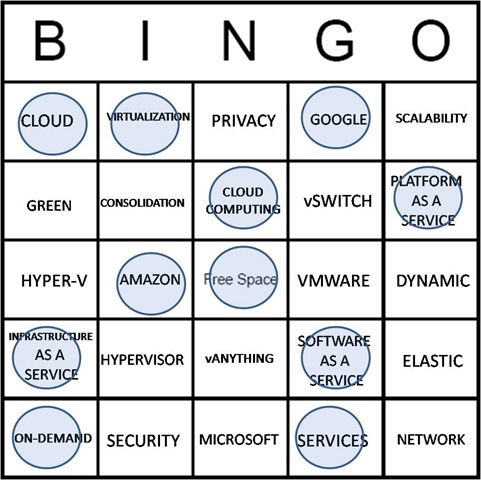 B I N G O
CLOUD VIRTUALIZATION PRIVACY GOOGLE SCALABILITY
GREEN CONSOLIDATION CLOUD COMPUTING vSWITCH PLATFORM AS A SERVICE
HYPER-V AMAZON Free Space VMWARE DYNAMIC
INFRASTRUCTURE AS A SERVICE HYPERVISOR vANYTHING SOFTWARE AS A SERVICE ELASTIC
ON-DEMAND SECURITY MICROSOFT SERVICES NETWORK